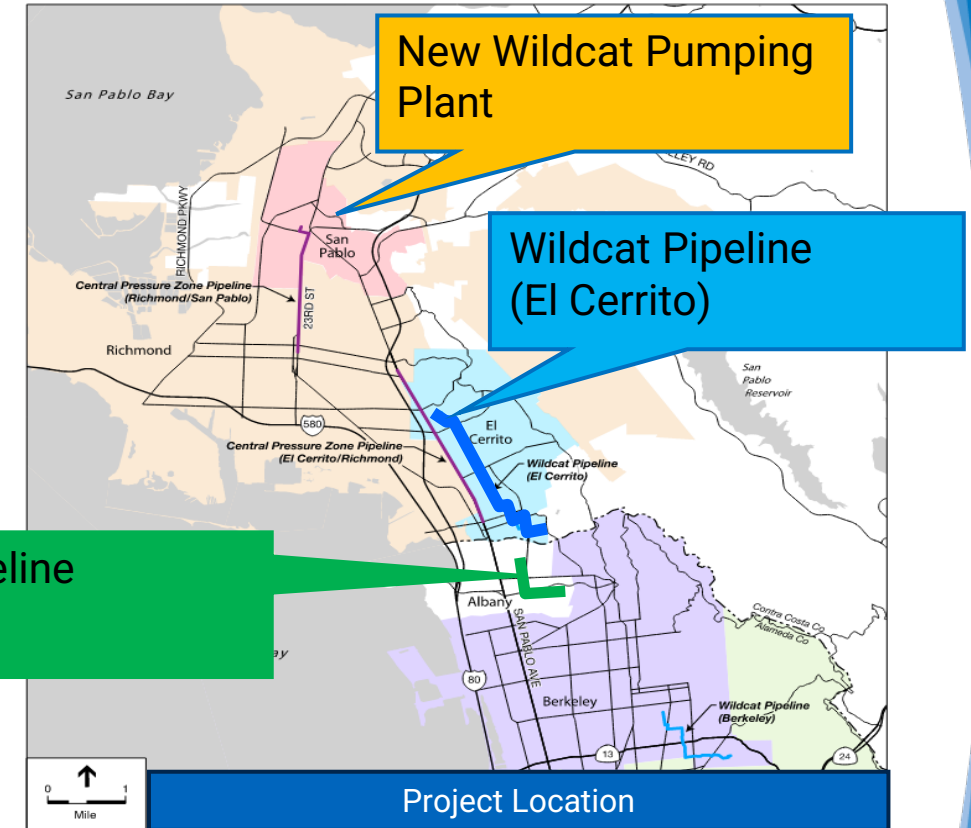 New Wildcat Pumping
Plant
San Pablo Bay
LEY RD
RICHMOND PKWY
Wildcat Pipeline
(El Cerrito)
San
Pablo
Central Pressure Zone Pipeline
(Richmond/San Pablo)
23RD ST
Richmond
San
Pablo
Reservoir
580
El
Cerrito
Central Pressure Zone Pipeline
(El Cerrito/Richmond)
Wildcat Pipeline
(El Cerrito)
eline
Albany
SAN PABLO AVE
Contra Costa Co
Alameda Co
ay
80
Berkeley
Wildcat Pipeline
(Berkeley)
13
24
0 1
Mile
Project Location